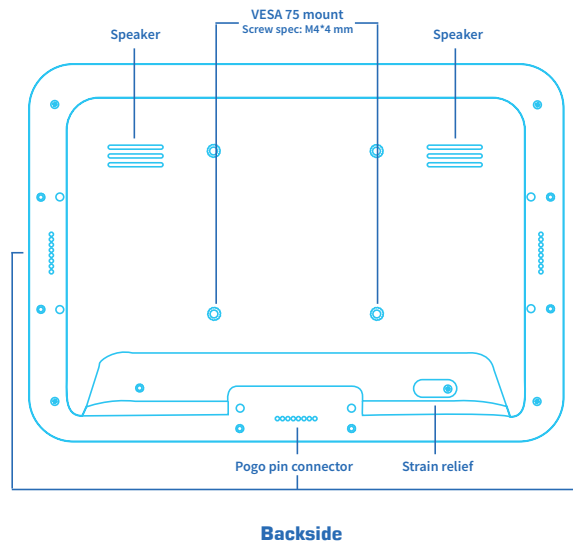 VESA 75 mount
Screw spec: M4*4 mm
Speaker
Speaker
Pogo pin connector
Strain relief
Backside